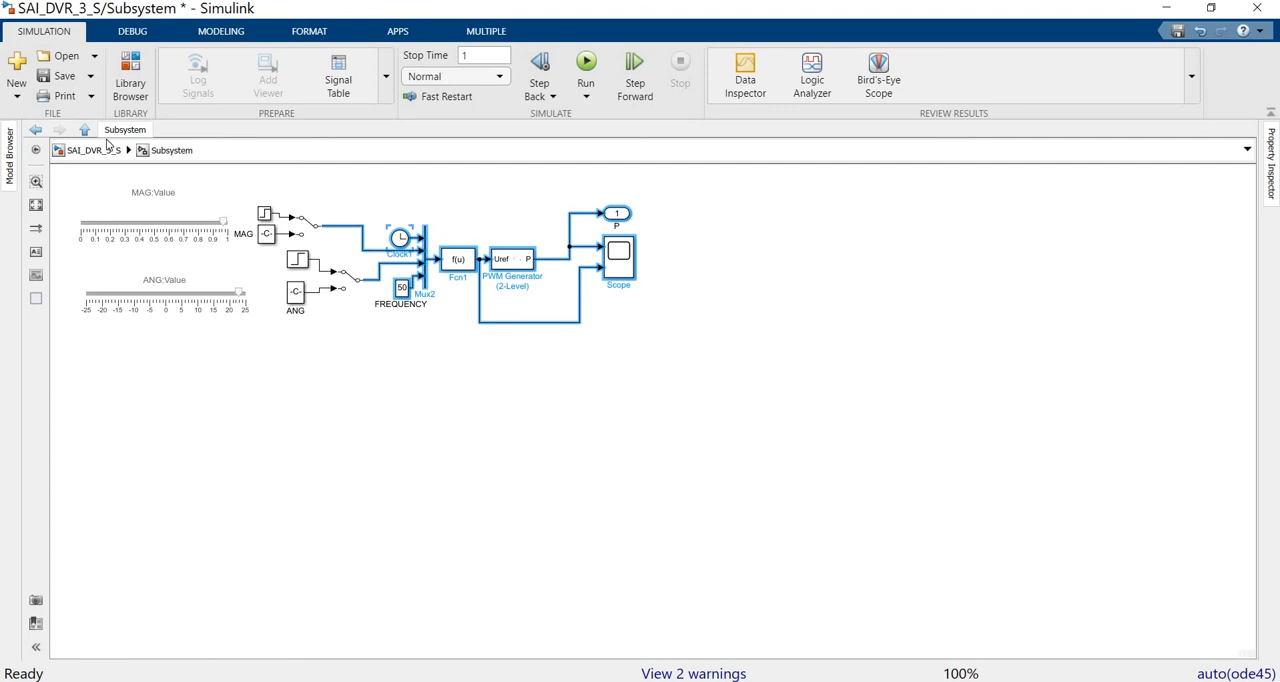 SAI_DVR_3_S/Subsystem * - Simulink
SIMULATION DEBUG MODELING FORMAT APPS MULTIPLE
New
Open
Save
Print
FILE
Library
Browser
LIBRARY
Log
Signals
Add
Viewer
Signal
Table
PREPARE
Stop Time 1
Normal
Fast Restart
Step
Back
Run
Step
Forward
Stop
SIMULATE
Data
Inspector
Logic
Analyzer
Bird's-Eye
Scope
REVIEW RESULTS
Model Browser
Subsystem
SAI_DVR_3_S Subsystem
Property Inspector
MAG:Value
0 0.1 0.2 0.3 0.4 0.5 0.6 0.7 0.8 0.9 1
MAG
-C-
ANG:Value
-25 -20 -15 -10 -5 0 5 10 15 20 25
-C-
ANG
Clock1
50
FREQUENCY
Mux2
f(u)
Fcn1
Uref P
PWM Generator
(2-Level)
1
P
Scope
Ready
View 2 warnings
100%
auto(ode45)